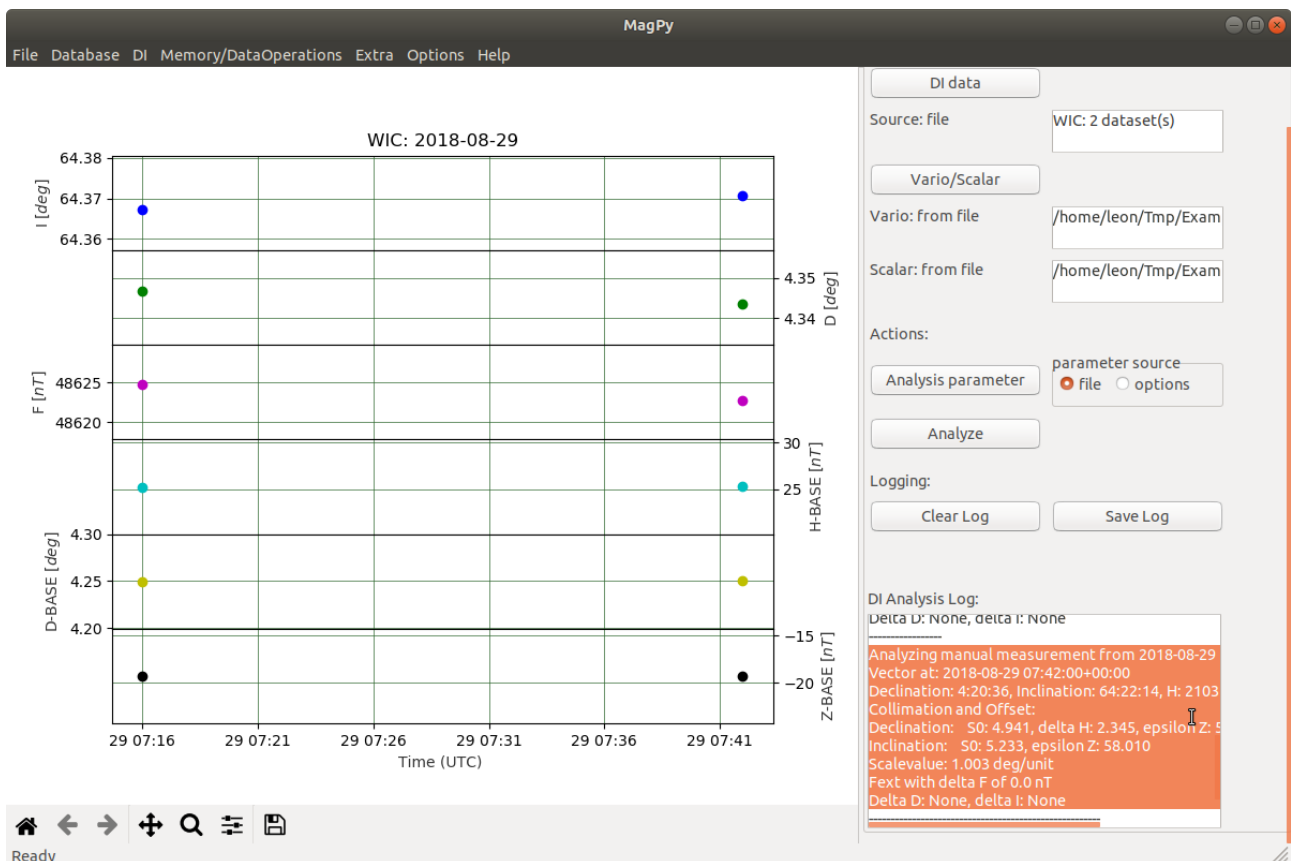 MagPy
File Database DI Memory/DataOperations Extra Options Help
WIC: 2018-08-29
64.38
64.37
64.36
I [deg]
4.35
4.34
D [deg]
48625
48620
F [nT]
30
25
H-BASE [nT]
4.30
4.25
4.20
D-BASE [deg]
−15
−20
Z-BASE [nT]
29 07:16 29 07:21 29 07:26 29 07:31 29 07:36 29 07:41
Time (UTC)
DI data
Source: file WIC: 2 dataset(s)
Vario/Scalar
Vario: from file /home/leon/Tmp/Exam
Scalar: from file /home/leon/Tmp/Exam
Actions:
parameter source
Analysis parameter file options
Analyze
Logging:
Clear Log Save Log
DI Analysis Log:
Delta D: None, delta I: None
-----------------
Analyzing manual measurement from 2018-08-29
Vector at: 2018-08-29 07:42:00+00:00
Declination: 4:20:36, Inclination: 64:22:14, H: 2103
Collimation and Offset:
Declination: S0: 4.941, delta H: 2.345, epsilon Z: 5
Inclination: S0: 5.233, epsilon Z: 58.010
Scalevalue: 1.003 deg/unit
Fext with delta F of 0.0 nT
Delta D: None, delta I: None
Ready